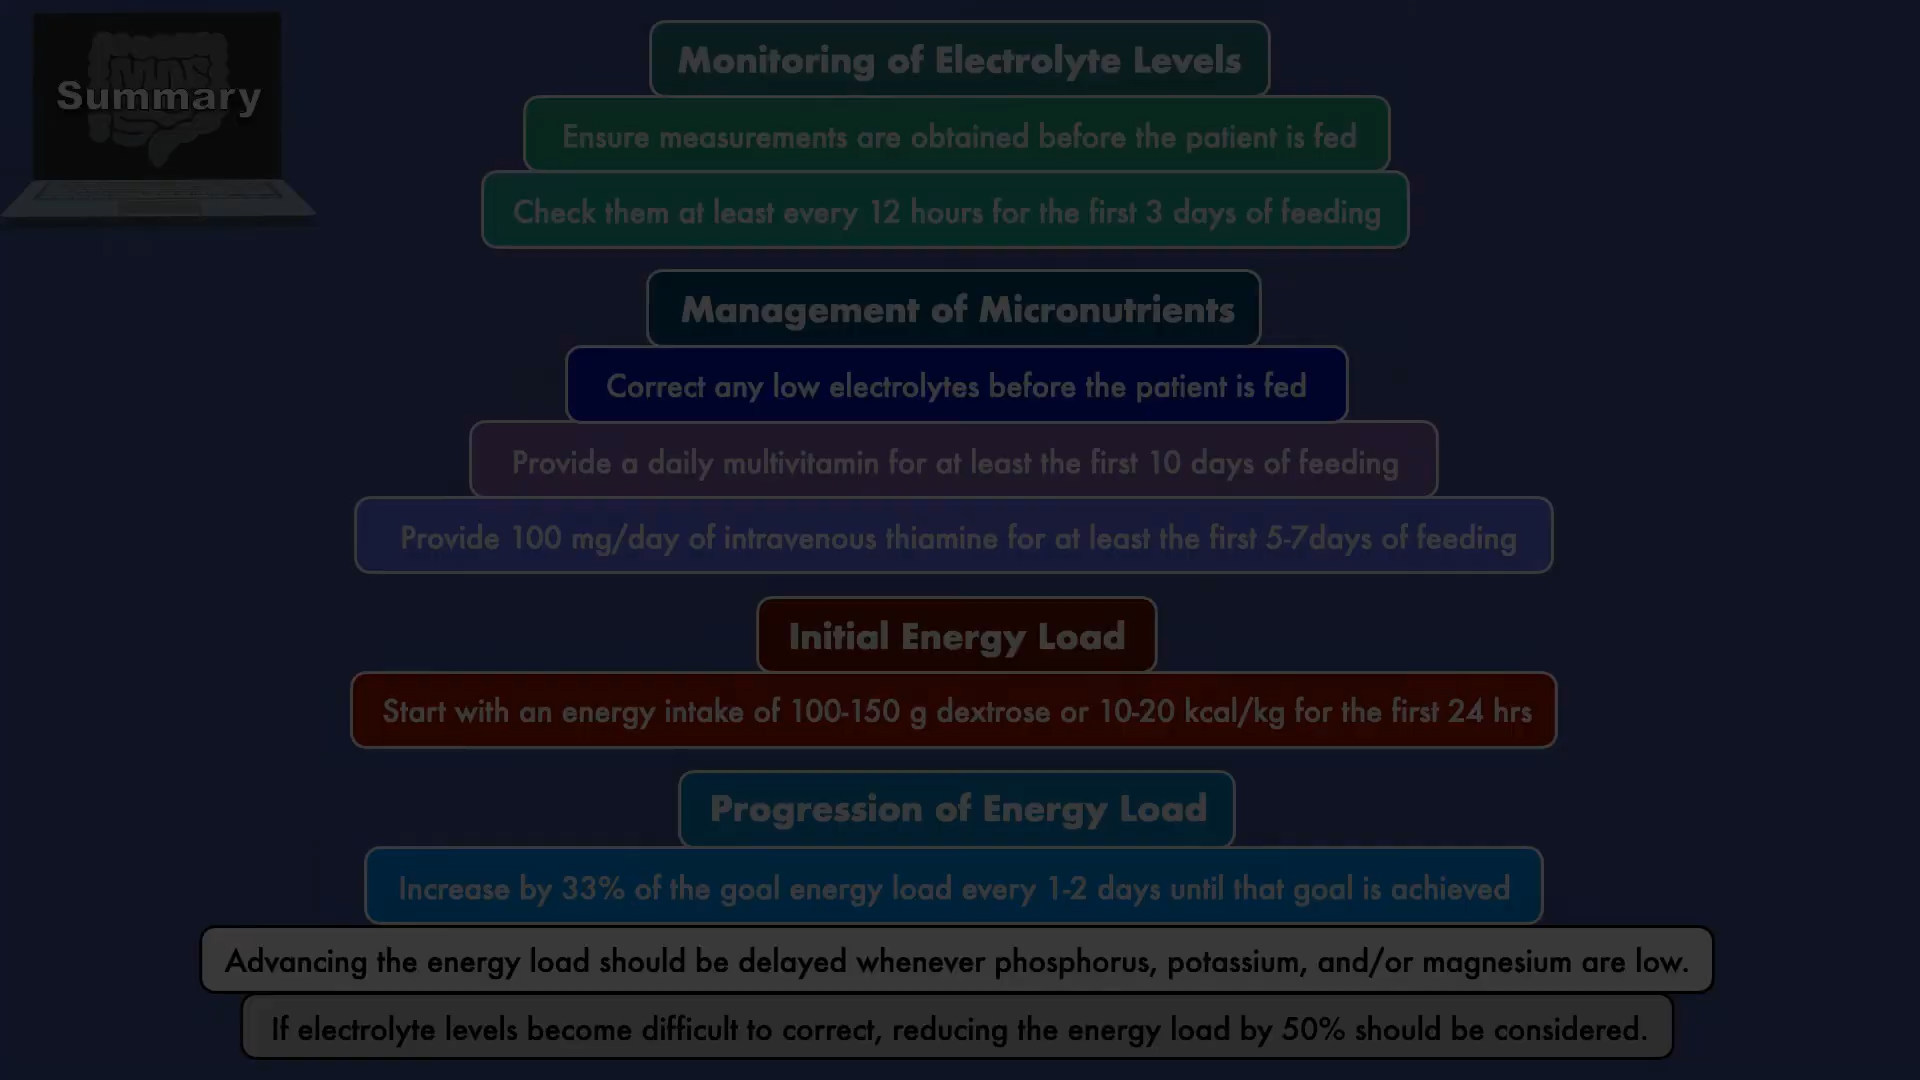 Summary
Monitoring of Electrolyte Levels
Ensure measurements are obtained before the patient is fed
Check them at least every 12 hours for the first 3 days of feeding
Management of Micronutrients
Correct any low electrolytes before the patient is fed
Provide a daily multivitamin for at least the first 10 days of feeding
Provide 100 mg/day of intravenous thiamine for at least the first 5-7days of feeding
Initial Energy Load
Start with an energy intake of 100-150 g dextrose or 10-20 kcal/kg for the first 24 hrs
Progression of Energy Load
Increase by 33% of the goal energy load every 1-2 days until that goal is achieved
Advancing the energy load should be delayed whenever phosphorus, potassium, and/or magnesium are low.
If electrolyte levels become difficult to correct, reducing the energy load by 50% should be considered.